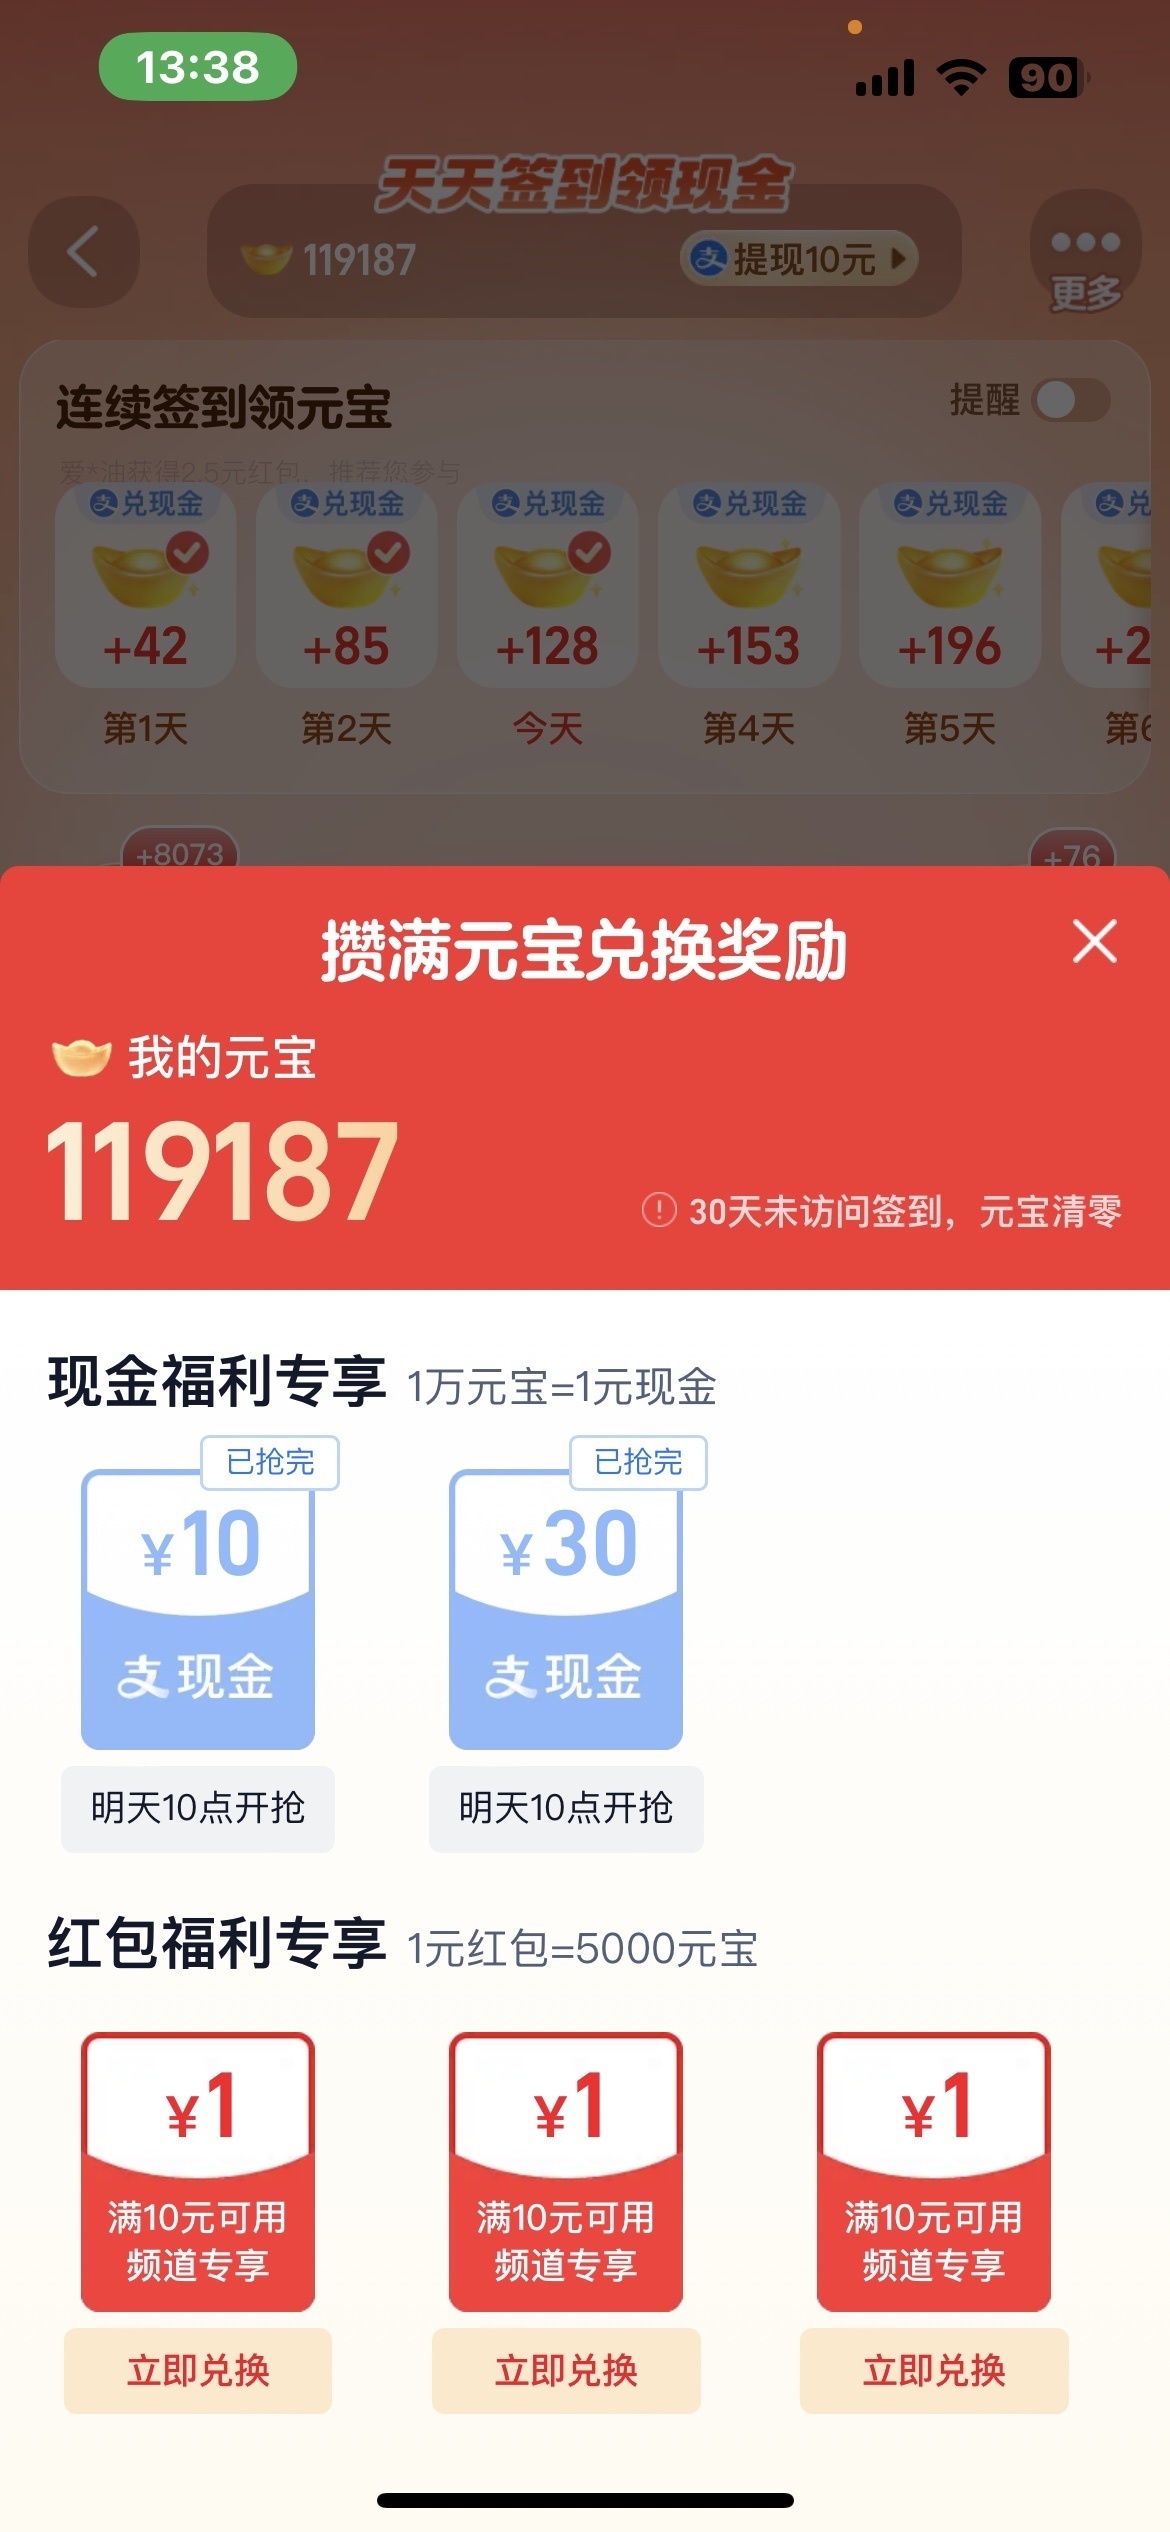 13:38
90
天天签到领现金
119187
支 提现10元
更多
连续签到领元宝
提醒
爱*油获得2.5元红包，推荐您参与
支兑现金 支兑现金 支兑现金 支兑现金 支兑现金 支兑
+42 +85 +128 +153 +196 +2
第1天 第2天 今天 第4天 第5天 第6
+8073 +76
攒满元宝兑换奖励
我的元宝
119187
30天未访问签到，元宝清零
现金福利专享 1万元宝=1元现金
已抢完 已抢完
¥10 ¥30
支现金 支现金
明天10点开抢 明天10点开抢
红包福利专享 1元红包=5000元宝
¥1 ¥1 ¥1
满10元可用 满10元可用 满10元可用
频道专享 频道专享 频道专享
立即兑换 立即兑换 立即兑换